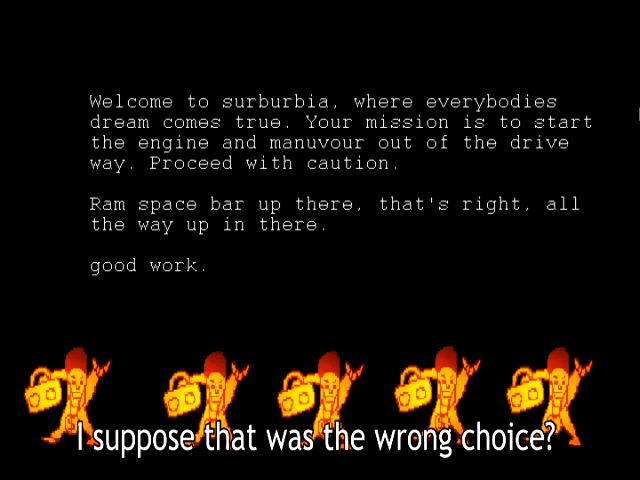 Welcome to surburbia, where everybodies
dream comes true. Your mission is to start
the engine and manuvour out of the drive
way. Proceed with caution.
Ram space bar up there, that's right, all
the way up in there.
good work.
I suppose that was the wrong choice?